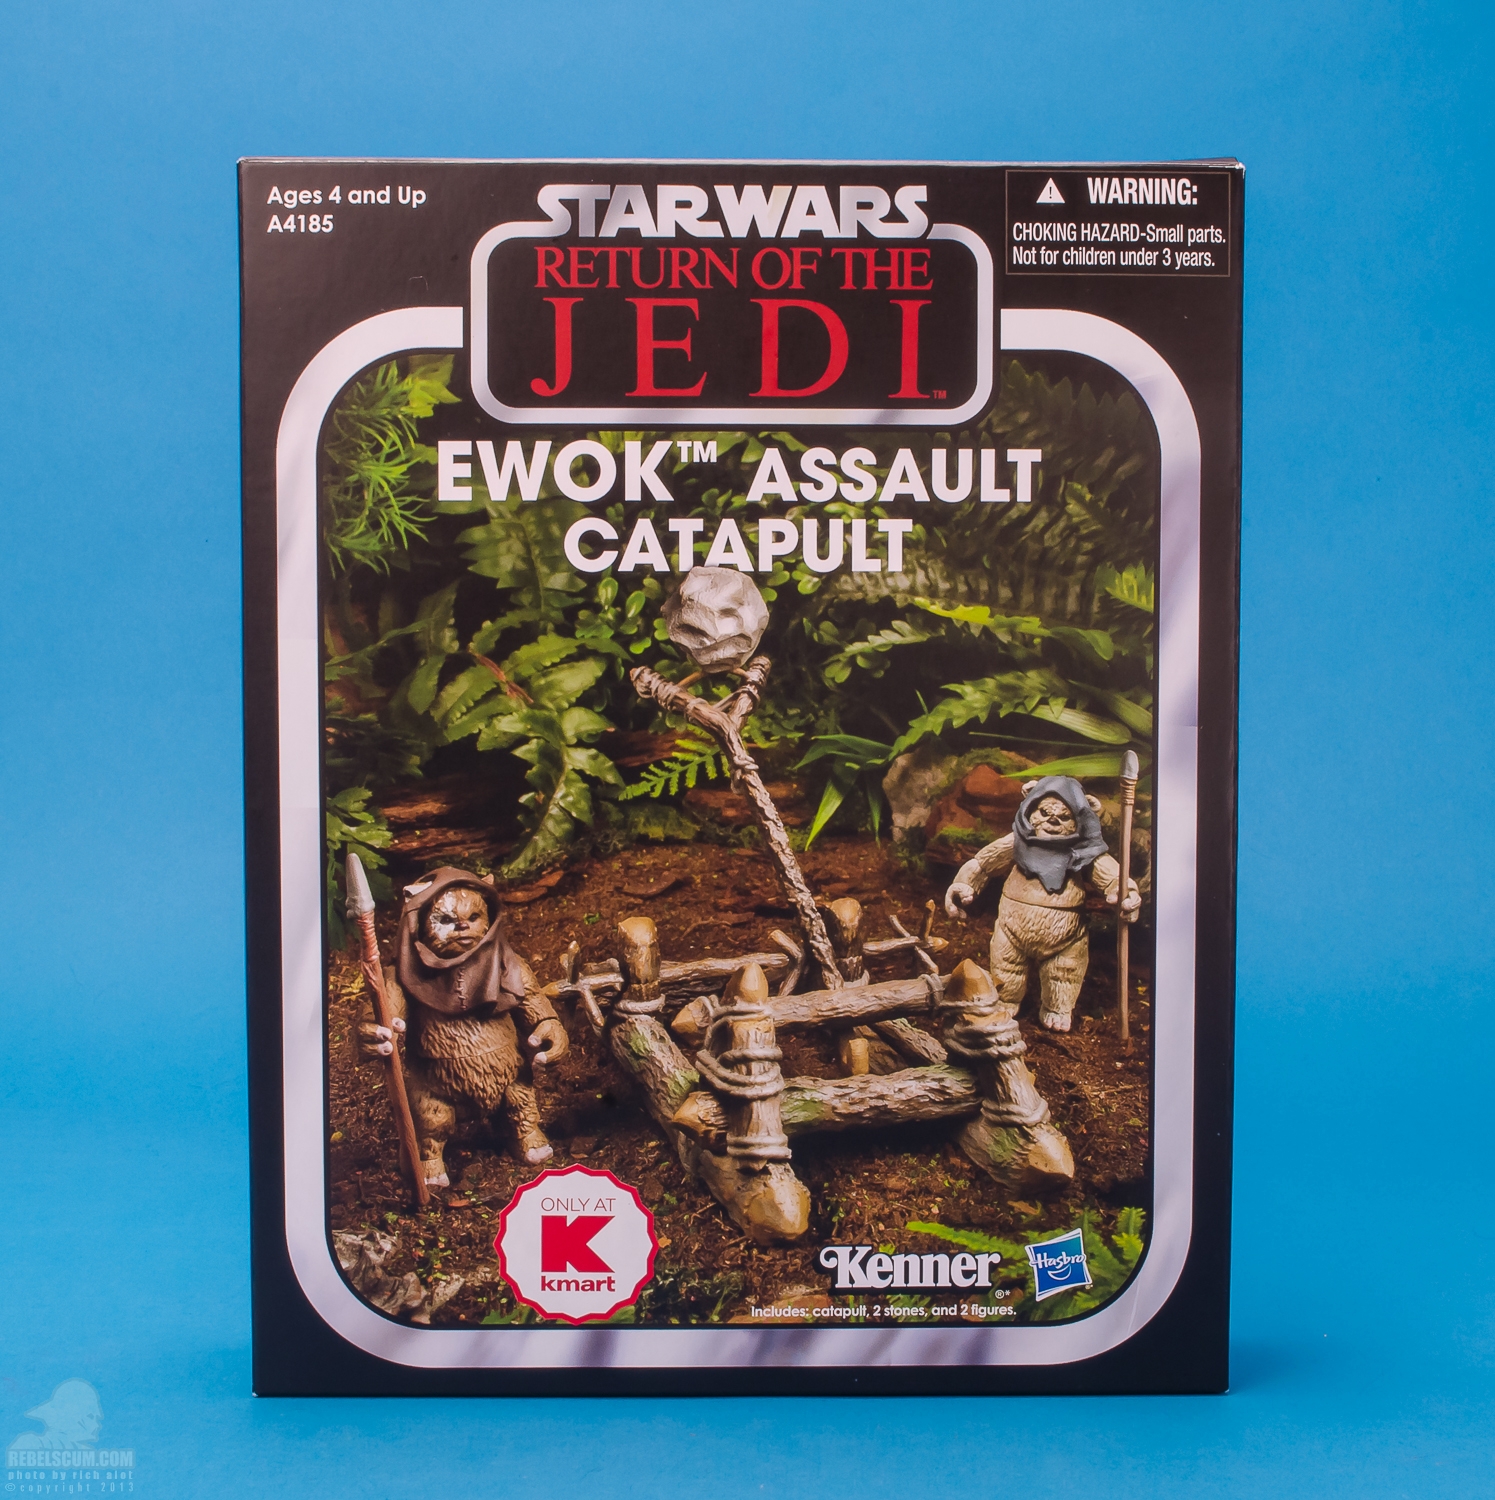 Ages 4 and Up
A4185
STAR WARS
RETURN OF THE
JEDI™
WARNING:
CHOKING HAZARD-Small parts.
Not for children under 3 years.
EWOK™ ASSAULT
CATAPULT
ONLY AT
K
kmart
Kenner
®*
Hasbro
Includes: catapult, 2 stones, and 2 figures.
REBELSCUM.COM
photo by rich alot
©copyright 2013